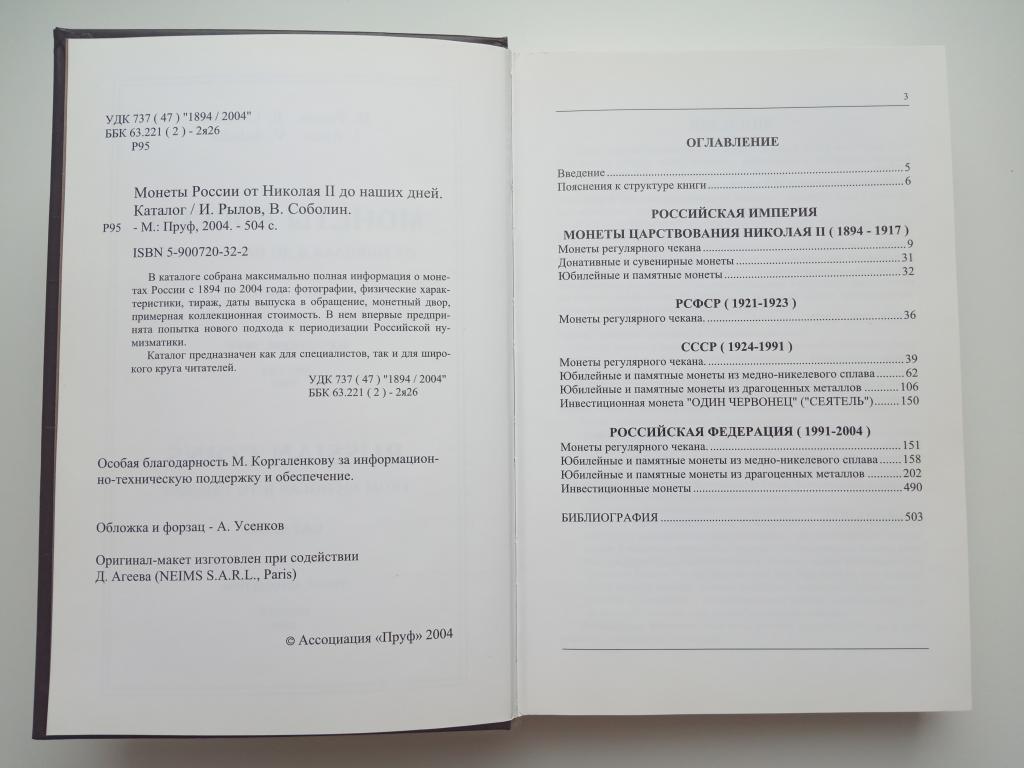 УДК 737 ( 47 ) "1894 / 2004"
ББК 63.221 ( 2 ) - 2я26
Р95
Монеты России от Николая II до наших дней.
Каталог / И. Рылов, В. Соболин.
Р95 - М.: Пруф, 2004. - 504 с.
ISBN 5-900720-32-2
В каталоге собрана максимально полная информация о моне-
тах России с 1894 по 2004 года: фотографии, физические харак-
теристики, тираж, даты выпуска в обращение, монетный двор,
примерная коллекционная стоимость. В нем впервые предпри-
нята попытка нового подхода к периодизации Российской ну-
мизматики.
Каталог предназначен как для специалистов, так и для широ-
кого круга читателей.
УДК 737 ( 47 ) "1894 / 2004"
ББК 63.221 ( 2 ) - 2я26
Особая благодарность М. Коргаленкову за информацион-
но-техническую поддержку и обеспечение.
Обложка и форзац - А. Усенков
Оригинал-макет изготовлен при содействии
Д. Агеева (NEIMS S.A.R.L., Paris)
© Ассоциация «Пруф» 2004
3
ОГЛАВЛЕНИЕ
Введение 5
Пояснения к структуре книги 6
РОССИЙСКАЯ ИМПЕРИЯ
МОНЕТЫ ЦАРСТВОВАНИЯ НИКОЛАЯ II ( 1894 - 1917 )
Монеты регулярного чекана 9
Донативные и сувенирные монеты 31
Юбилейные и памятные монеты 32
РСФСР ( 1921-1923 )
Монеты регулярного чекана. 36
СССР ( 1924-1991 )
Монеты регулярного чекана. 39
Юбилейные и памятные монеты из медно-никелевого сплава 62
Юбилейные и памятные монеты из драгоценных металлов 106
Инвестиционная монета "ОДИН ЧЕРВОНЕЦ" ("СЕЯТЕЛЬ") 150
РОССИЙСКАЯ ФЕДЕРАЦИЯ ( 1991-2004 )
Монеты регулярного чекана. 151
Юбилейные и памятные монеты из медно-никелевого сплава 158
Юбилейные и памятные монеты из драгоценных металлов 202
Инвестиционные монеты 490
БИБЛИОГРАФИЯ 503